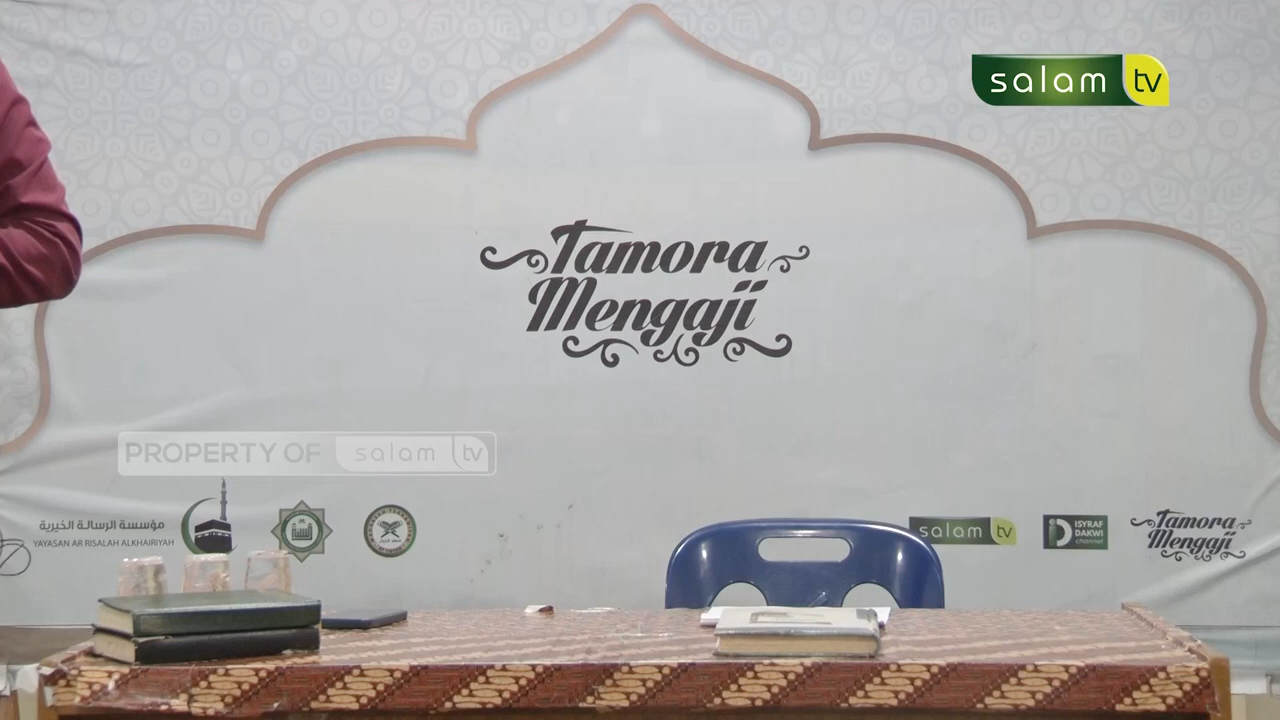 salam tv
Tamora
Mengaji
PROPERTY OF salam tv
مؤسسة الرسالة الخيرية
YAYASAN AR RISALAH ALKHAIRIYAH
salam tv
ISYRAF
DAKWI
channel
Tamora
Mengaji